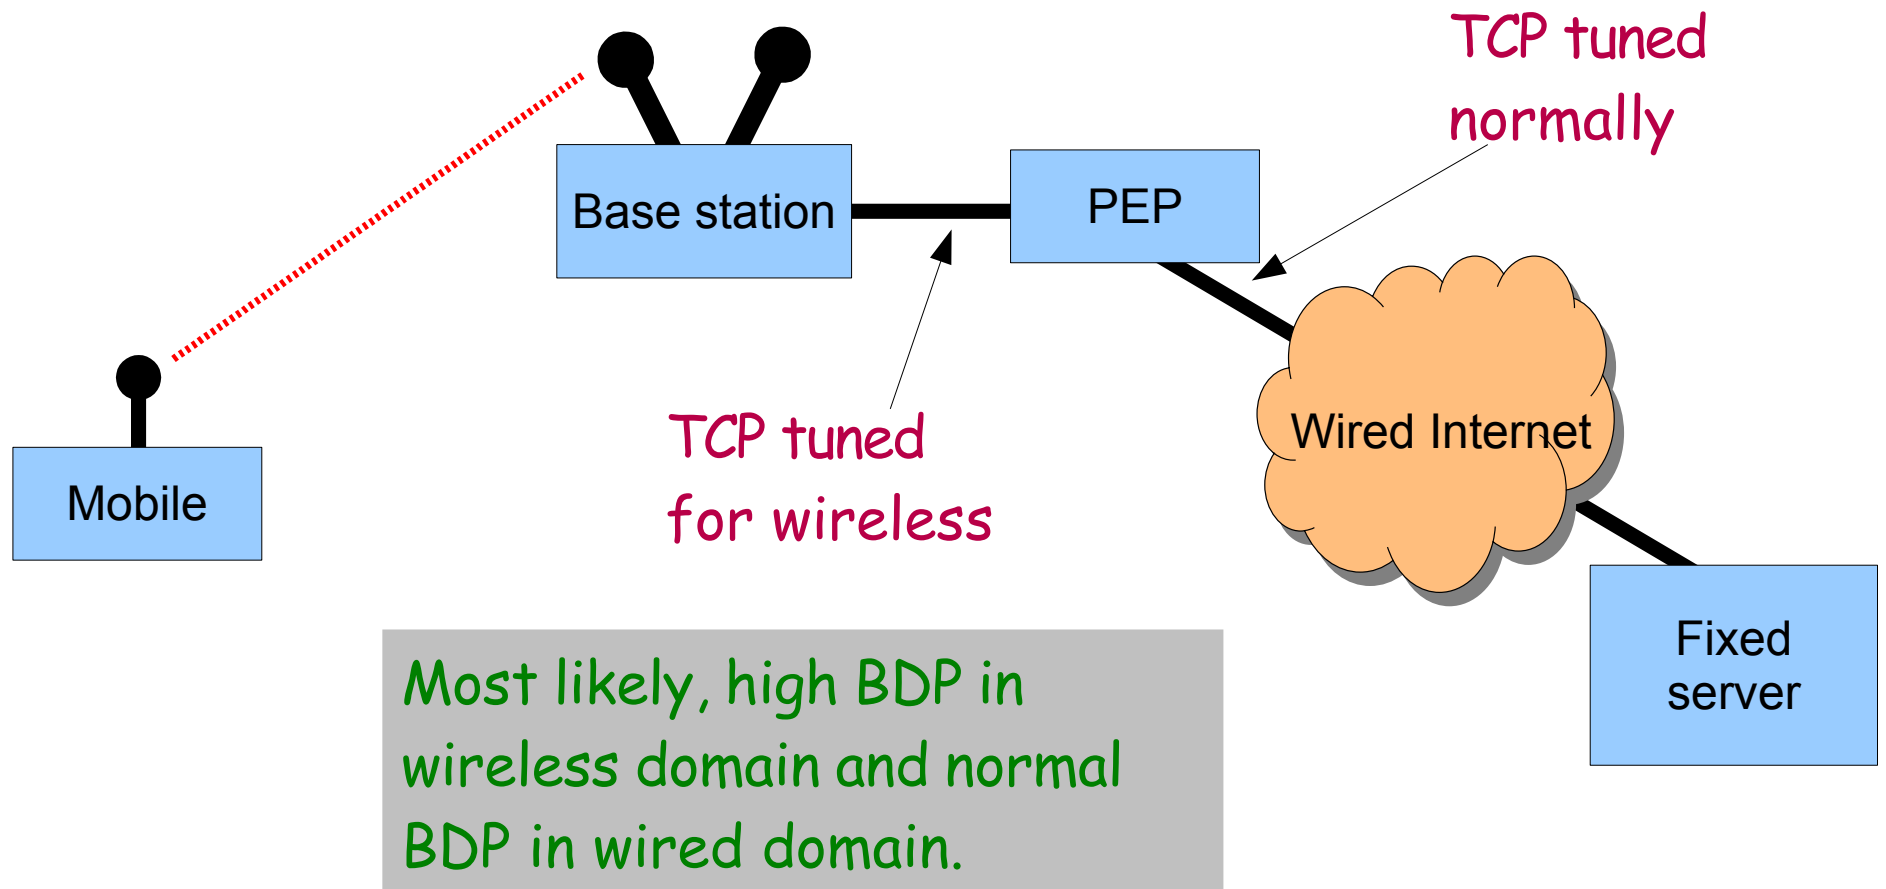 TCP tuned
normally
Base station
PEP
Wired Internet
TCP tuned
for wireless
Mobile
Fixed
server
Most likely, high BDP in
wireless domain and normal
BDP in wired domain.